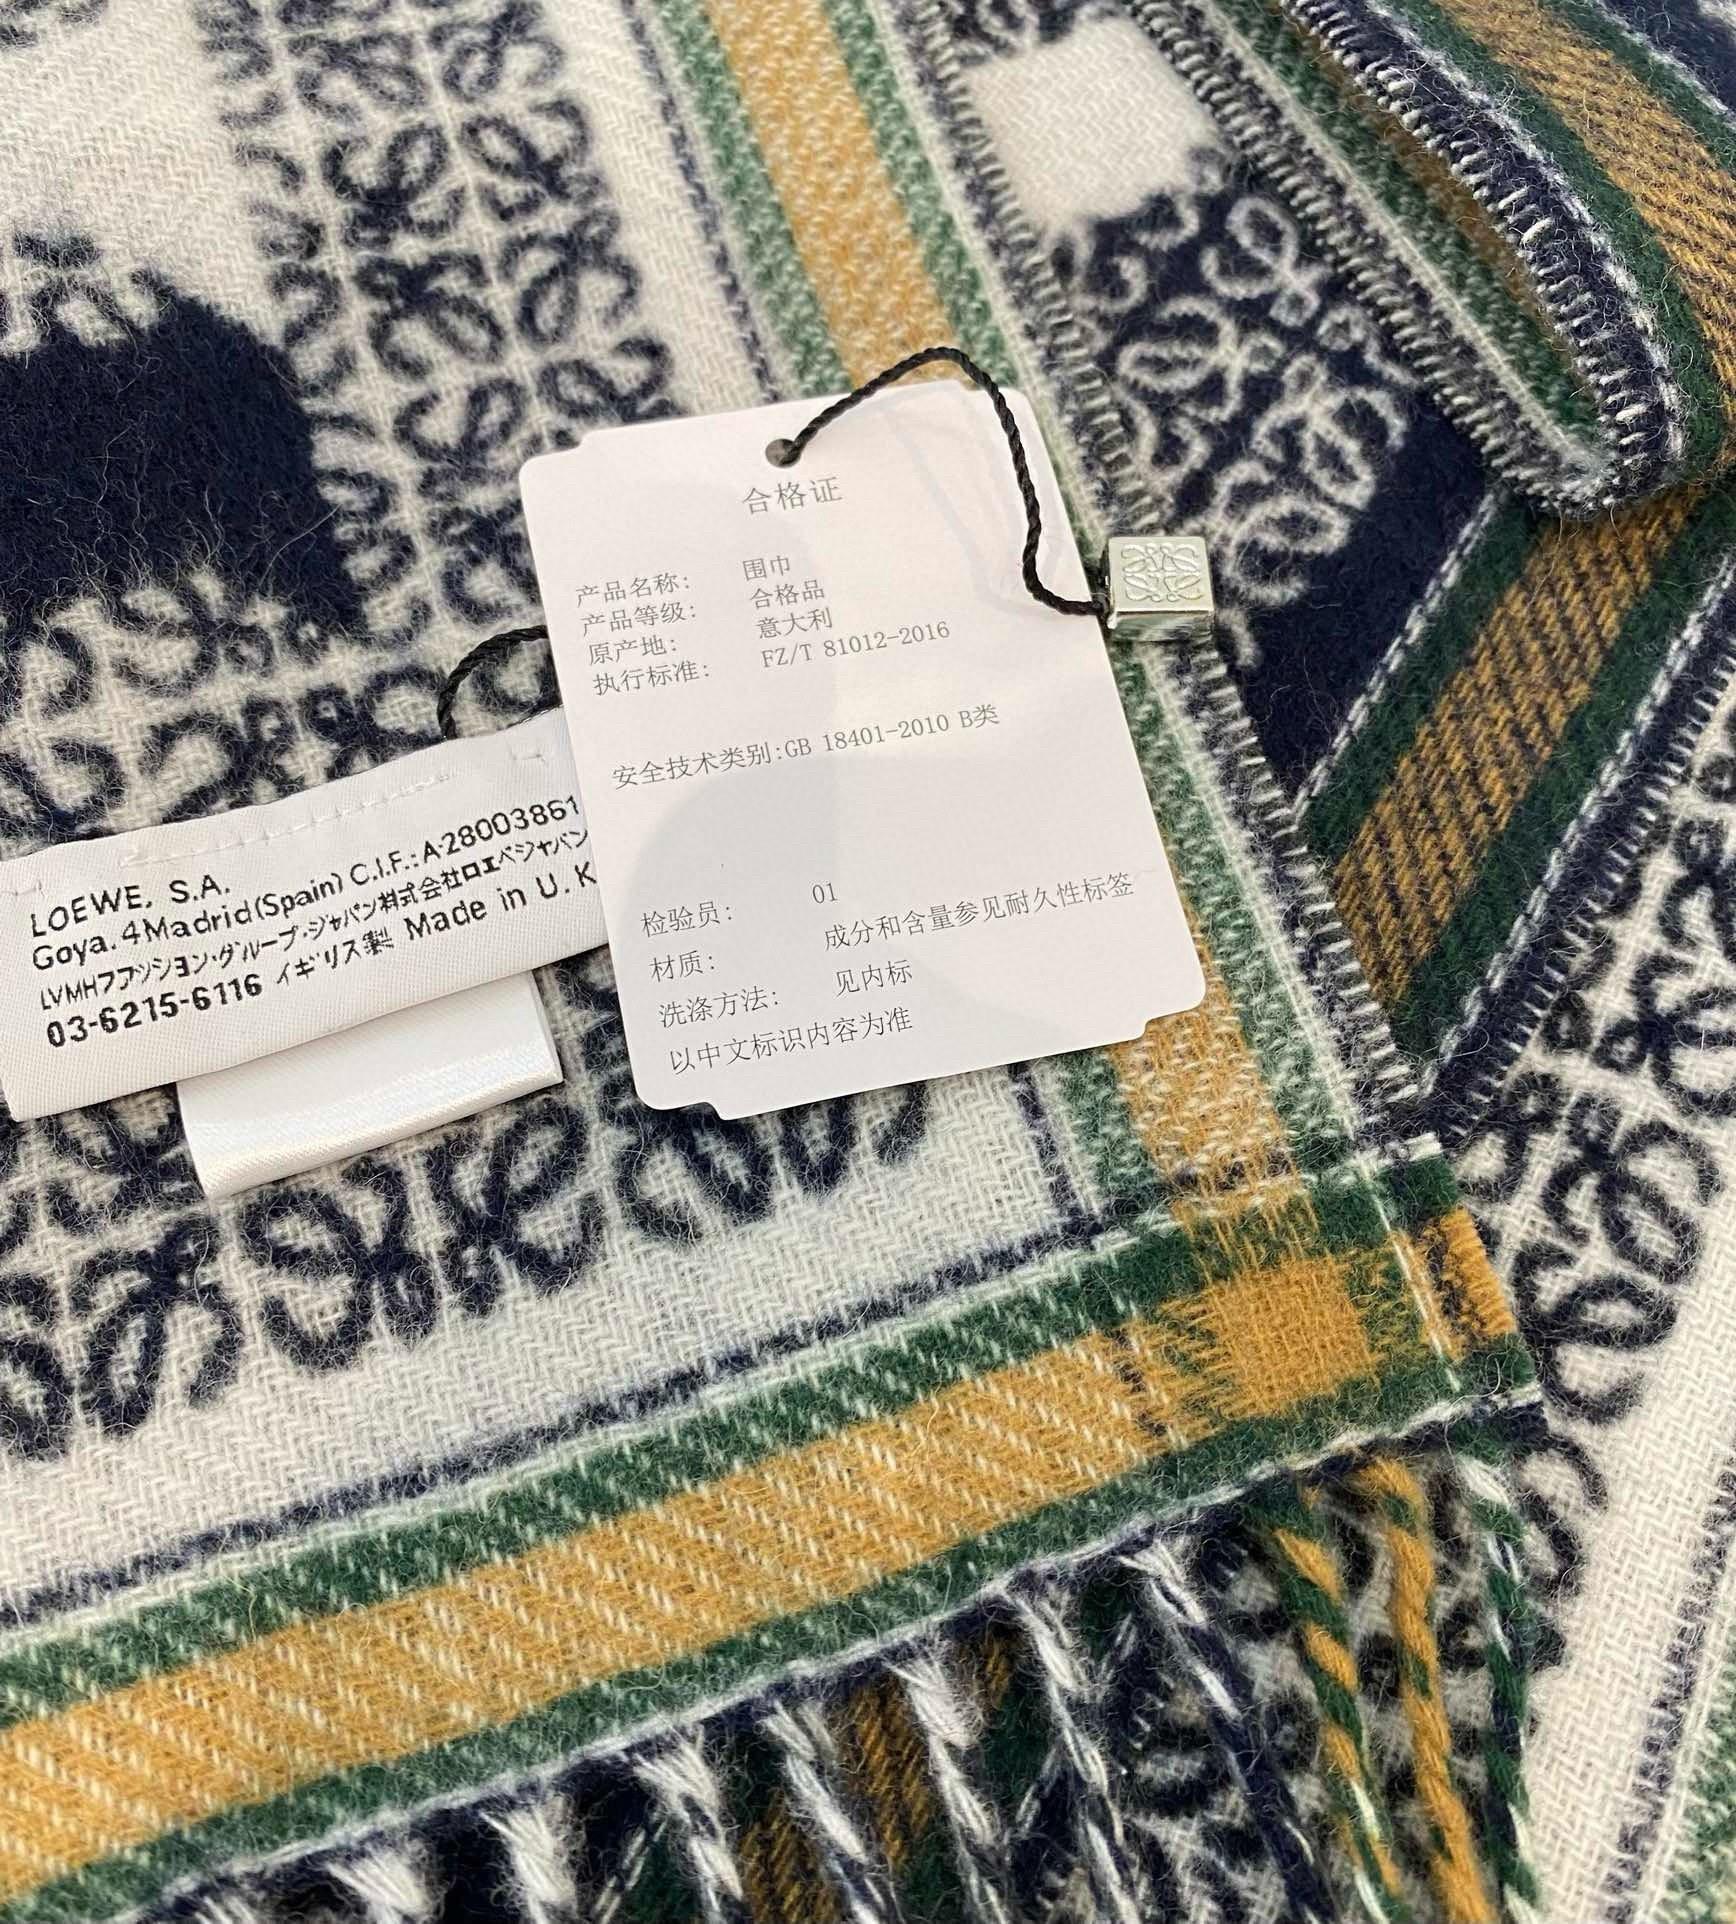 合格证
产品名称: 围巾
产品等级: 合格品
原产地: 意大利
执行标准: FZ/T 81012-2016
安全技术类别:GB 18401-2010 B类
检验员: 01
材质: 成分和含量参见耐久性标签
洗涤方法: 见内标
以中文标识内容为准
LOEWE, S.A.
Goya.4Madrid(Spain) C.I.F.:A-28003861
LVMHファッション・グループ・ジャパン株式会社ロエベジャパン
03-6215-6116 イギリス製 Made in U.K